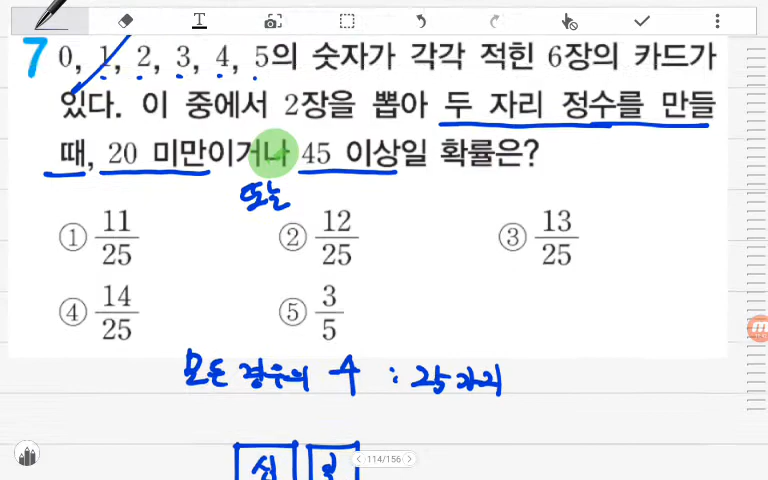 T
7 0, 1, 2, 3, 4, 5의 숫자가 각각 적힌 6장의 카드가
있다. 이 중에서 2장을 뽑아 두 자리 정수를 만들
때, 20 미만이거나 45 이상일 확률은?
또는
① 11/25 ② 12/25 ③ 13/25
④ 14/25 ⑤ 3/5
모든 경우의 수 : 25가지
십 일
114/156